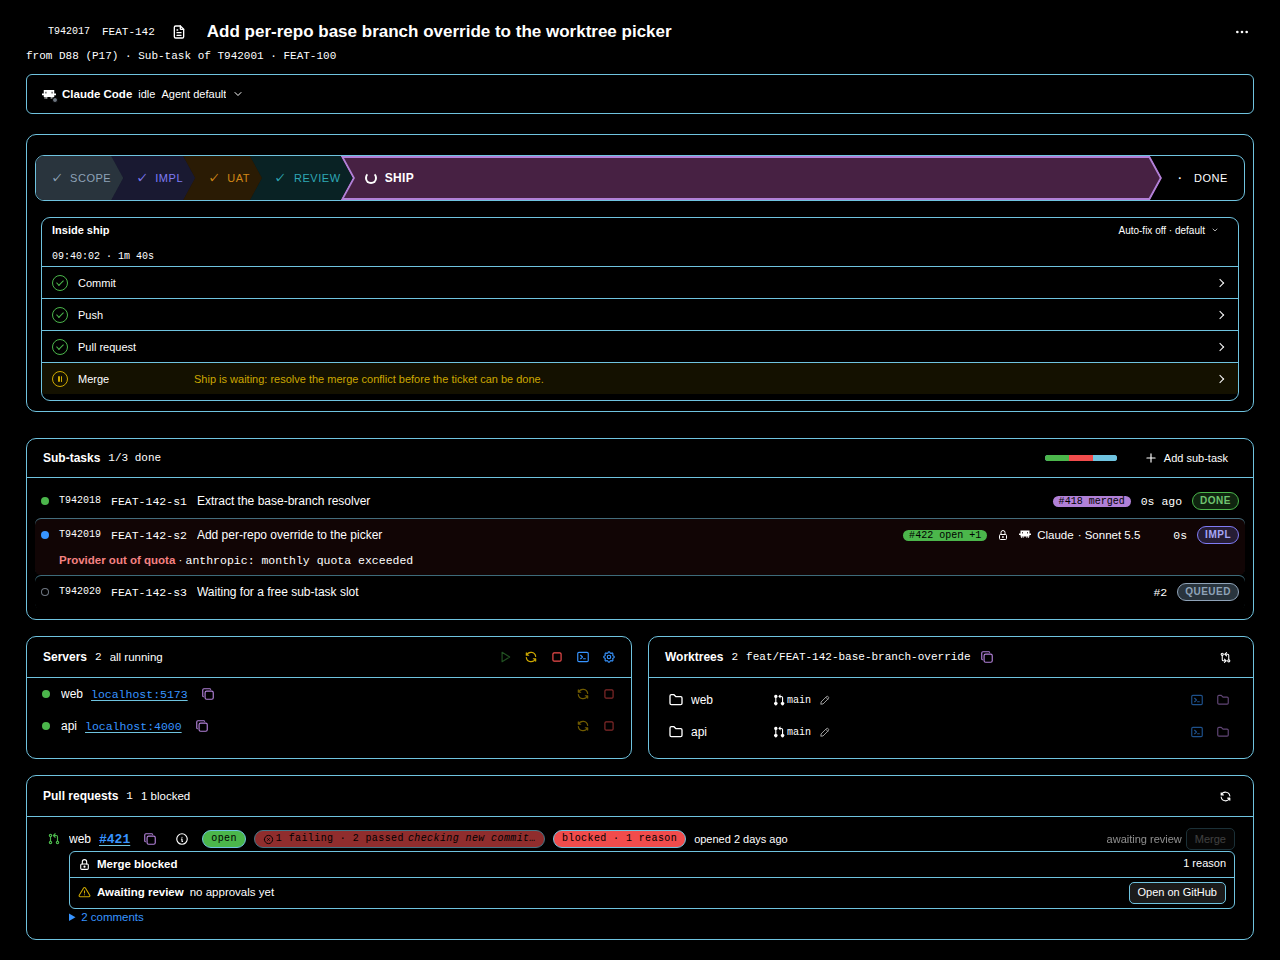 T942017 FEAT-142 Add per-repo base branch override to the worktree picker
from D88 (P17) · Sub-task of T942001 · FEAT-100
Claude Code idle Agent default
SCOPE IMPL UAT REVIEW SHIP · DONE
Inside ship Auto-fix off · default
09:40:02 · 1m 40s
Commit
Push
Pull request
Merge Ship is waiting: resolve the merge conflict before the ticket can be done.
Sub-tasks 1/3 done Add sub-task
T942018 FEAT-142-s1 Extract the base-branch resolver #418 merged 0s ago DONE
T942019 FEAT-142-s2 Add per-repo override to the picker #422 open +1 Claude · Sonnet 5.5 0s IMPL
Provider out of quota · anthropic: monthly quota exceeded
T942020 FEAT-142-s3 Waiting for a free sub-task slot #2 QUEUED
Servers 2 all running
web localhost:5173
api localhost:4000
Worktrees 2 feat/FEAT-142-base-branch-override
web main
api main
Pull requests 1 1 blocked
web #421 open 1 failing · 2 passed checking new commit… blocked · 1 reason opened 2 days ago awaiting review Merge
Merge blocked 1 reason
Awaiting review no approvals yet Open on GitHub
2 comments